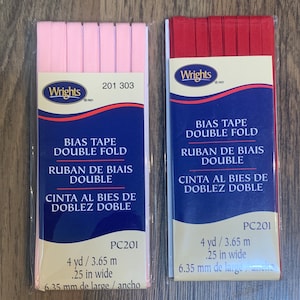 Wrights
201 303
BIAS TAPE
DOUBLE FOLD
RUBAN DE BIAIS
DOUBLE
CINTA AL BIES DE
DOBLEZ DOBLE
PC201
4 yd / 3.65 m
.25 in wide
6.35 mm de large / ancho
Wrights
BIAS TAPE
DOUBLE FOLD
RUBAN DE BIAIS
DOUBLE
CINTA AL BIES DE
DOBLEZ DOBLE
PC201
4 yd / 3.65 m
.25 in wide
6.35 mm de large / ancho